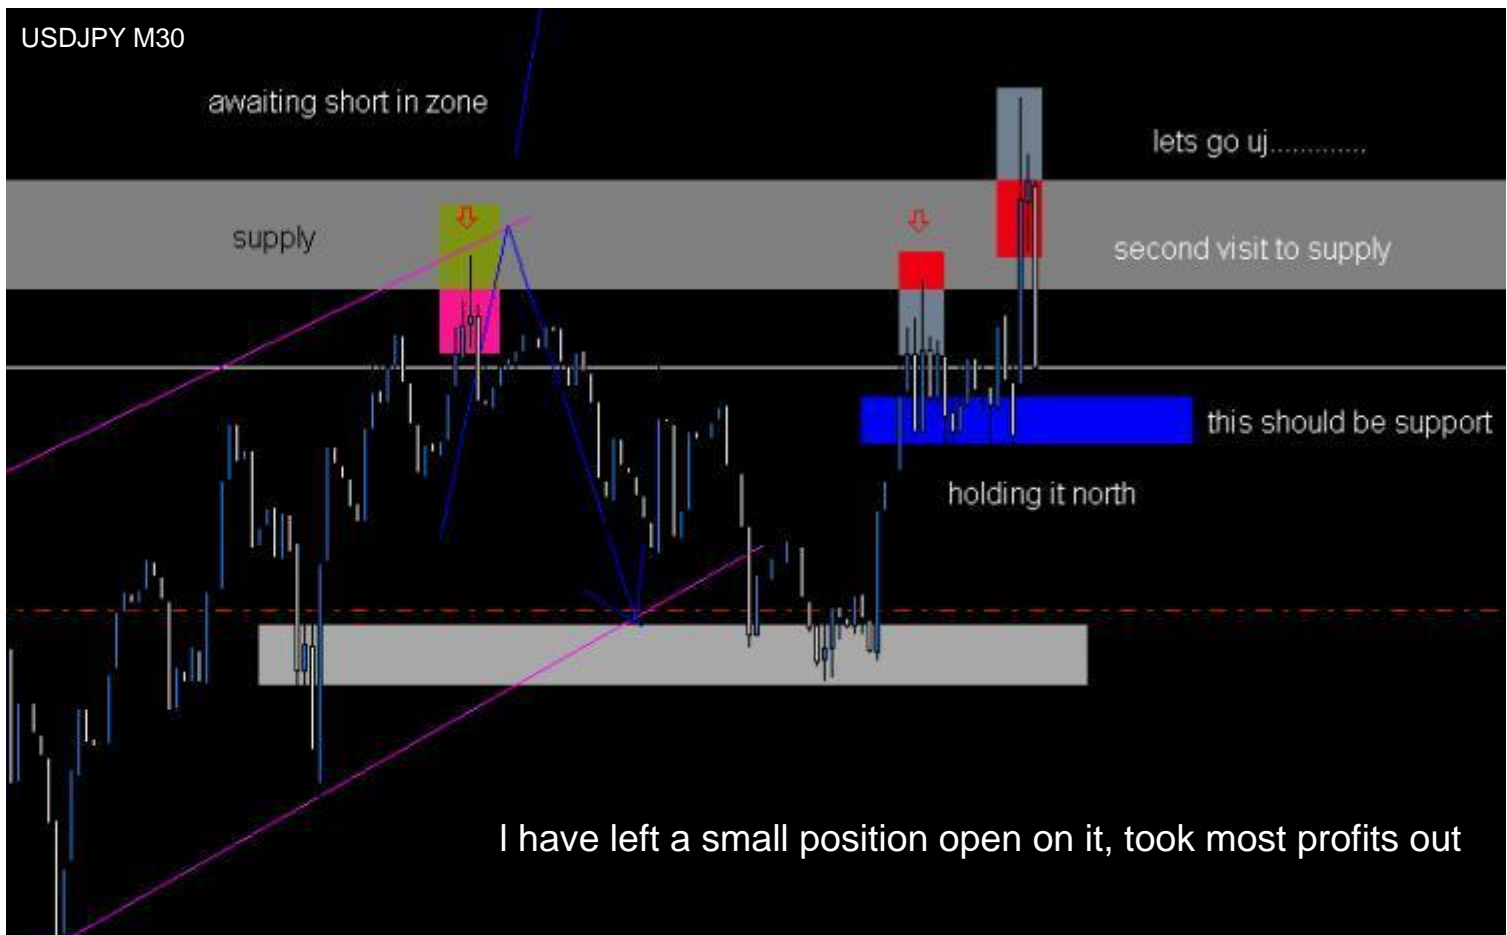 USDJPY M30
awaiting short in zone
lets go uj.............
supply
second visit to supply
this should be support
holding it north
I have left a small position open on it, took most profits out